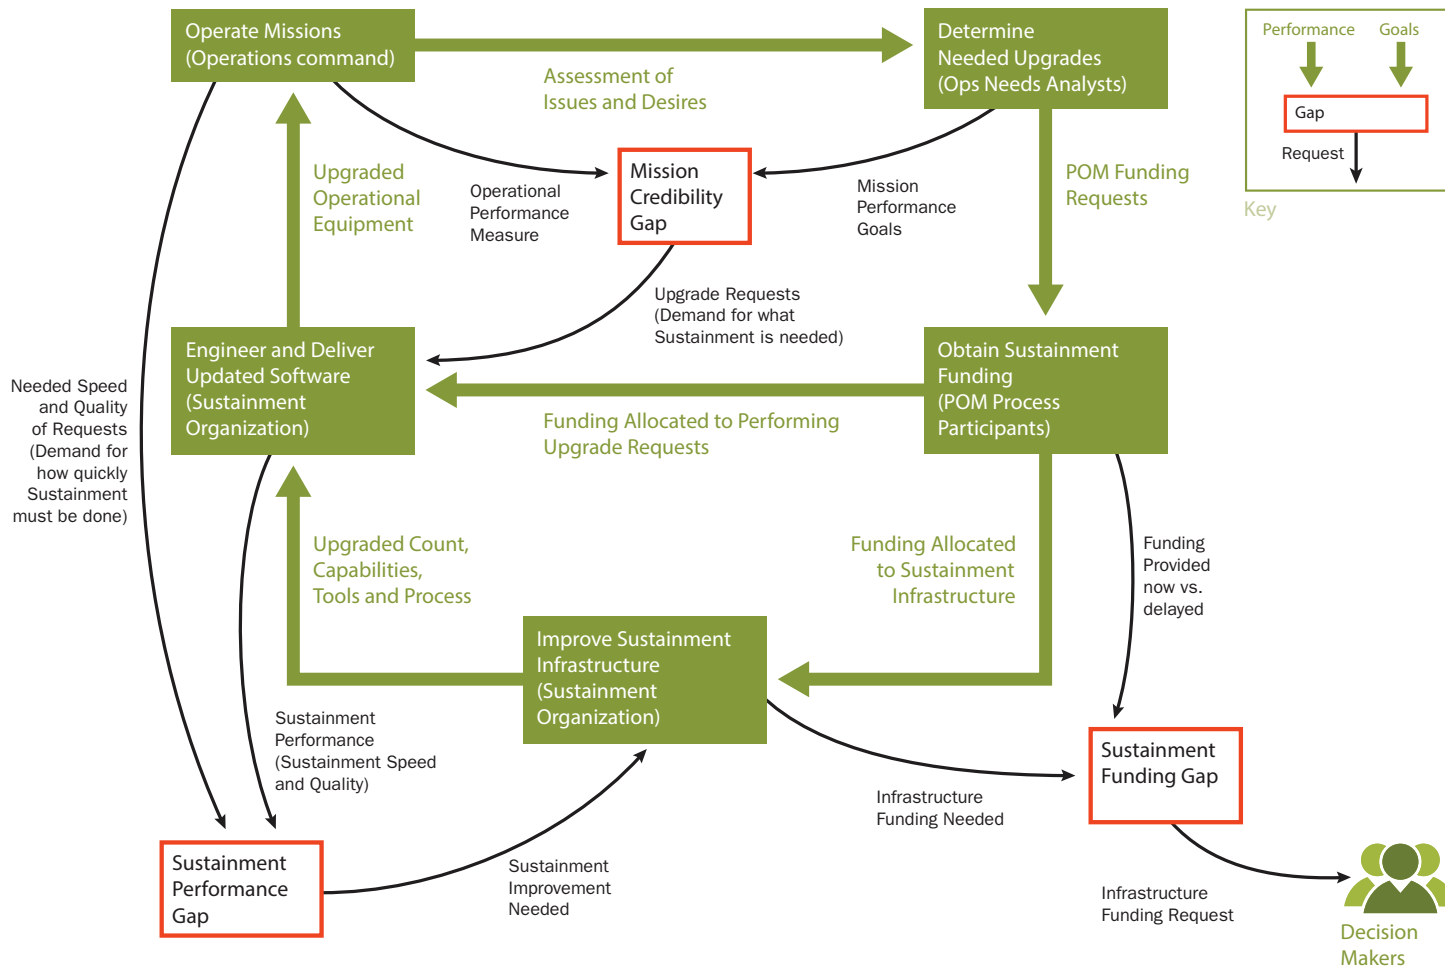 Operate Missions
(Operations command)
Assessment of
Issues and Desires
Determine
Needed Upgrades
(Ops Needs Analysts)
Performance
Goals
Gap
Request
Key
Upgraded
Operational
Equipment
Operational
Performance
Measure
Mission
Credibility
Gap
Mission
Performance
Goals
POM Funding
Requests
Upgrade Requests
(Demand for what
Sustainment is needed)
Engineer and Deliver
Updated Software
(Sustainment
Organization)
Obtain Sustainment
Funding
(POM Process
Participants)
Funding Allocated to Performing
Upgrade Requests
Needed Speed
and Quality
of Requests
(Demand for
how quickly
Sustainment
must be done)
Upgraded Count,
Capabilities,
Tools and Process
Funding Allocated
to Sustainment
Infrastructure
Funding
Provided
now vs.
delayed
Improve Sustainment
Infrastructure
(Sustainment
Organization)
Sustainment
Performance
(Sustainment Speed
and Quality)
Sustainment
Funding Gap
Infrastructure
Funding Needed
Sustainment
Performance
Gap
Sustainment
Improvement
Needed
Infrastructure
Funding Request
Decision
Makers